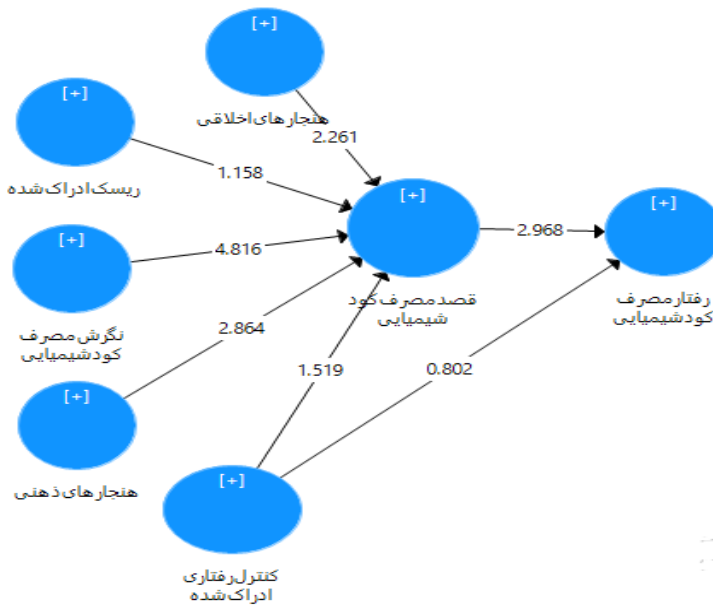 [+]
هنجارهای اخلاقی
2.261
[+]
ریسک ادراک شده
1.158
[+]
نگرش مصرف
کود شیمیایی
4.816
[+]
قصد مصرف کود
شیمیایی
2.968
[+]
رفتار مصرف
کود شیمیایی
2.864
[+]
هنجارهای ذهنی
1.519
0.802
[+]
کنترل رفتاری
ادراک شده